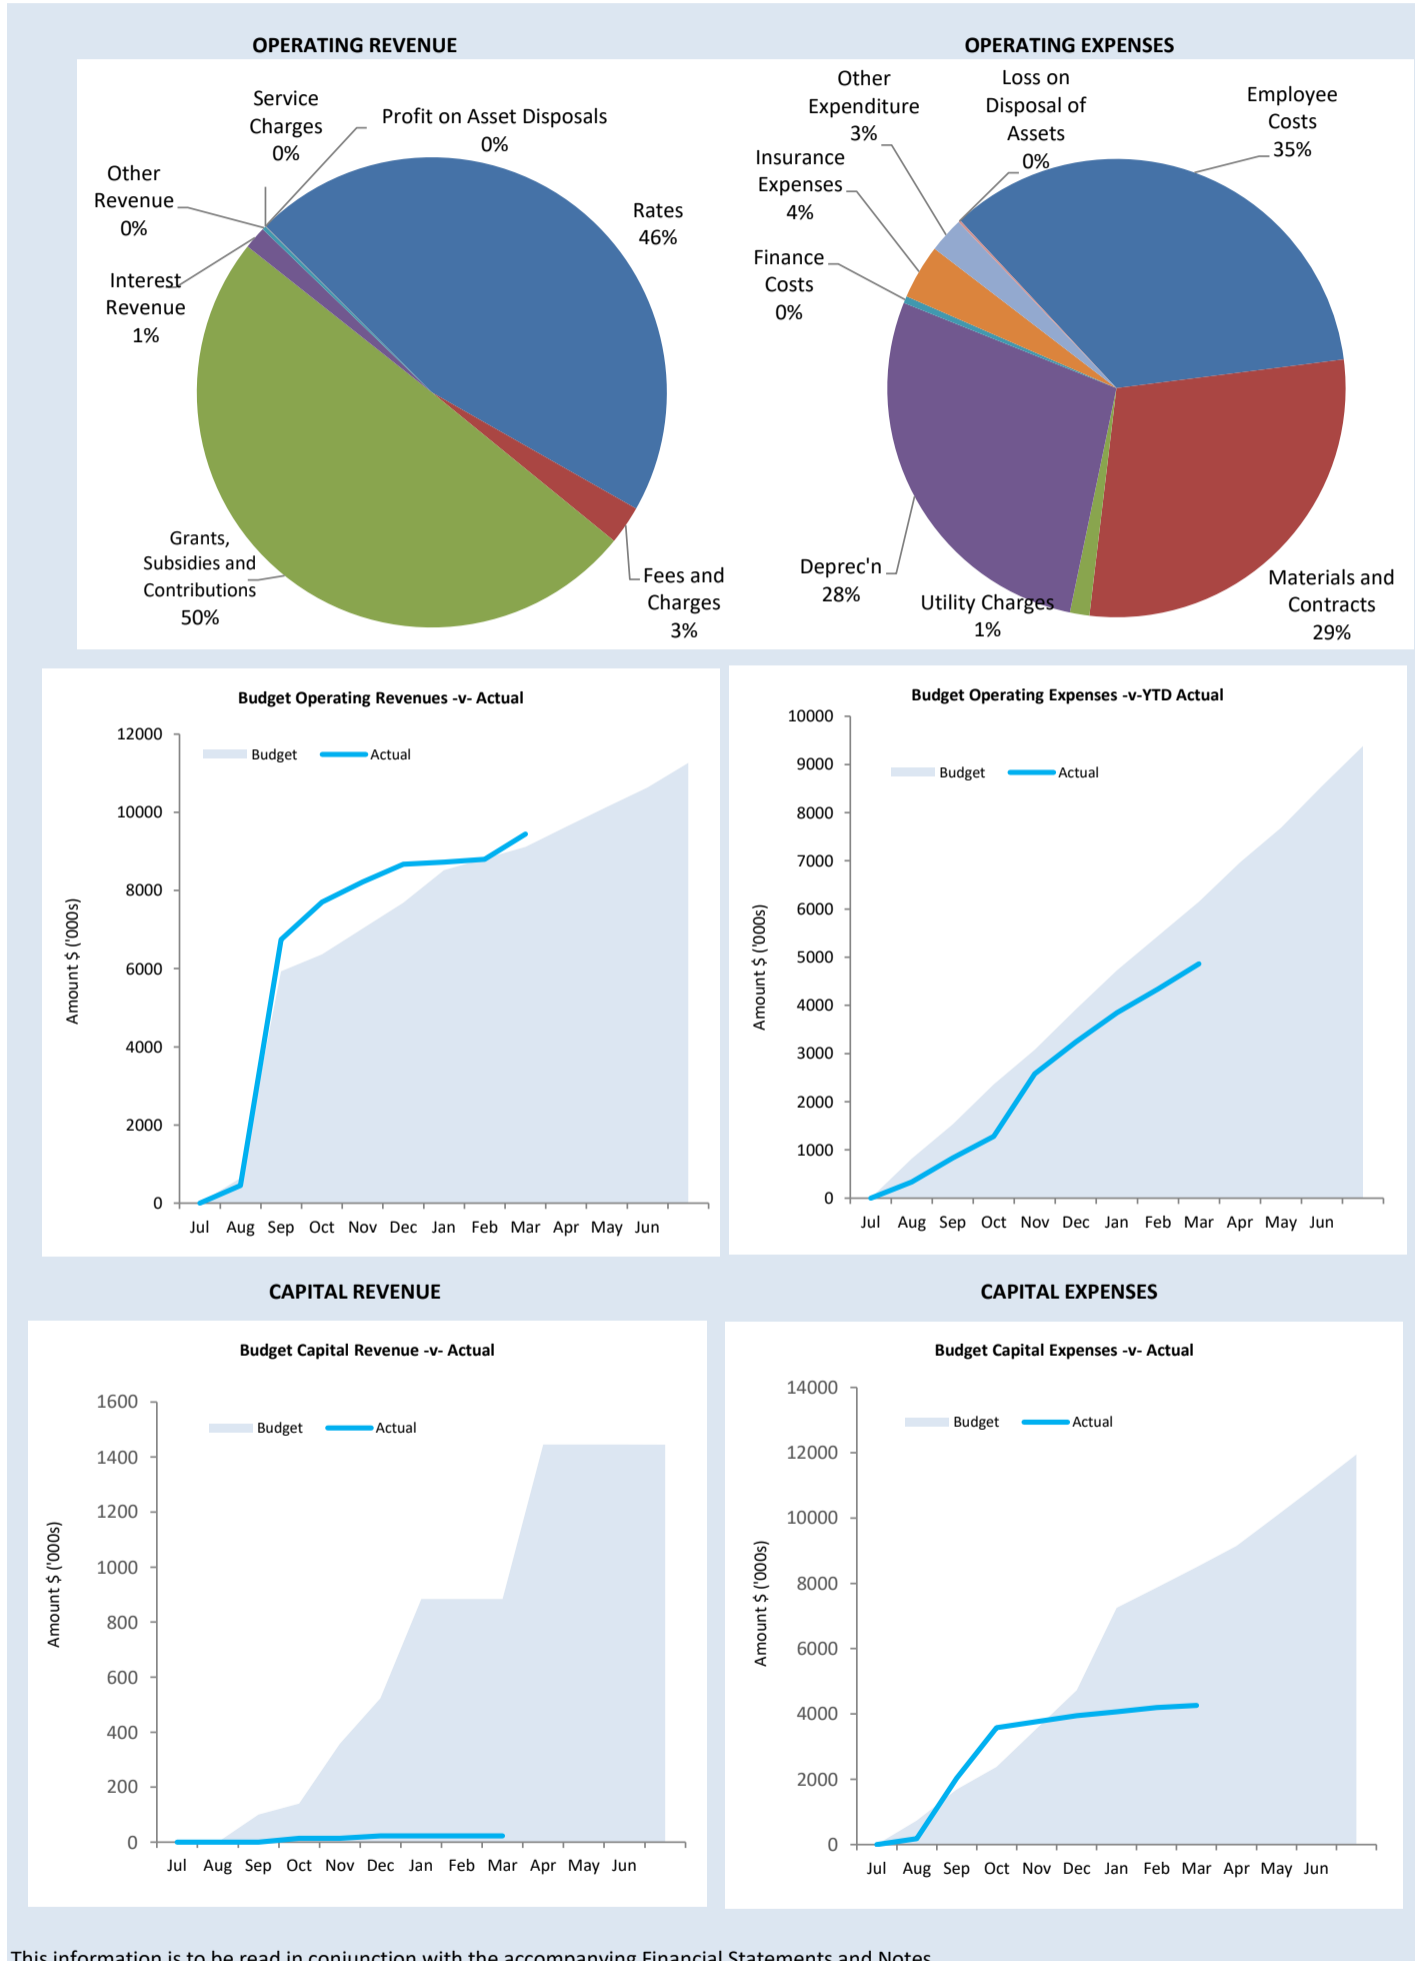 OPERATING REVENUE
OPERATING EXPENSES
Service
Charges
0%
Profit on Asset Disposals
0%
Other
Revenue
0%
Rates
46%
Interest
Revenue
1%
Grants,
Subsidies and
Contributions
50%
Fees and
Charges
3%
Other
Expenditure
3%
Loss on
Disposal of
Assets
0%
Employee
Costs
35%
Insurance
Expenses
4%
Finance
Costs
0%
Deprec'n
28%
Utility Charges
1%
Materials and
Contracts
29%
Budget Operating Revenues -v- Actual
12000
10000
8000
6000
4000
2000
0
Budget
Actual
Amount $ ('000s)
Jul Aug Sep Oct Nov Dec Jan Feb Mar Apr May Jun
Budget Operating Expenses -v-YTD Actual
10000
9000
8000
7000
6000
5000
4000
3000
2000
1000
0
Budget
Actual
Amount $ ('000s)
Jul Aug Sep Oct Nov Dec Jan Feb Mar Apr May Jun
CAPITAL REVENUE
CAPITAL EXPENSES
Budget Capital Revenue -v- Actual
1600
1400
1200
1000
800
600
400
200
0
Budget
Actual
Amount $ ('000s)
Jul Aug Sep Oct Nov Dec Jan Feb Mar Apr May Jun
Budget Capital Expenses -v- Actual
14000
12000
10000
8000
6000
4000
2000
0
Budget
Actual
Amount $ ('000s)
Jul Aug Sep Oct Nov Dec Jan Feb Mar Apr May Jun
This information is to be read in conjunction with the accompanying Financial Statements and Notes